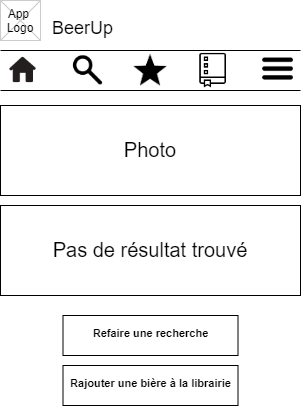 App
Logo
BeerUp
Photo
Pas de résultat trouvé
Refaire une recherche
Rajouter une bière à la librairie